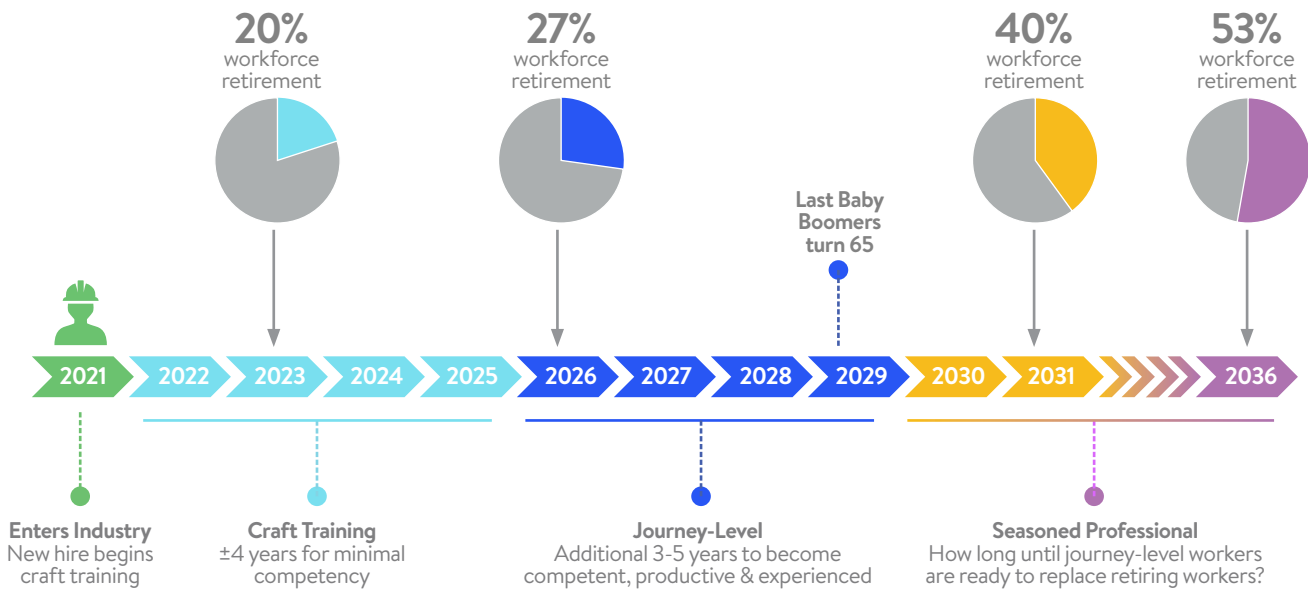 20%
workforce
retirement
27%
workforce
retirement
40%
workforce
retirement
53%
workforce
retirement
Last Baby
Boomers
turn 65
2021
2022
2023
2024
2025
2026
2027
2028
2029
2030
2031
2036
Enters Industry
New hire begins
craft training
Craft Training
±4 years for minimal
competency
Journey-Level
Additional 3-5 years to become
competent, productive & experienced
Seasoned Professional
How long until journey-level workers
are ready to replace retiring workers?